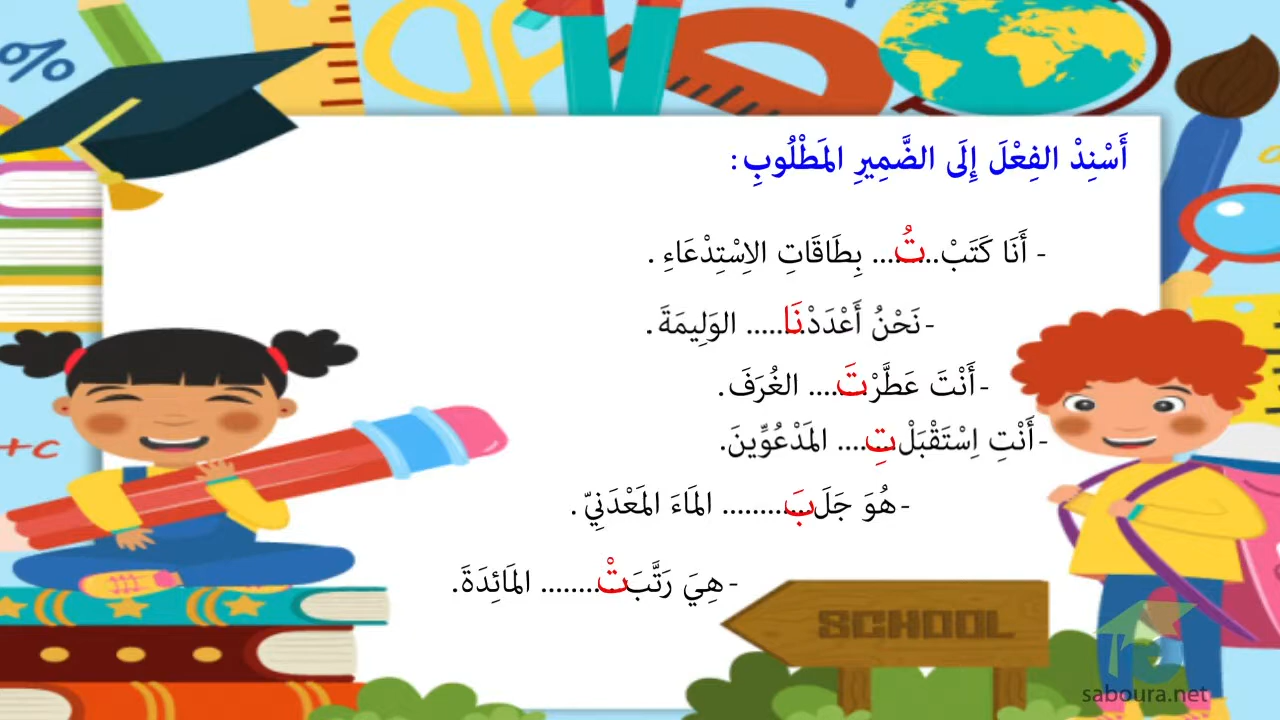 أَسْنِدْ الفِعْلَ إِلَى الضَّمِيرِ المَطْلُوبِ:
- أَنَا كَتَبْتُ........ بِطَاقَاتِ الاِسْتِدْعَاءِ .
-نَحْنُ أَعْدَدْنَا....... الوَلِيمَةَ.
-أَنْتَ عَطَّرْتَ...... الغُرَفَ.
-أَنْتِ اِسْتَقْبَلْتِ...... المَدْعُوِّينَ.
-هُوَ جَلَبَ............ المَاءَ المَعْدَنِيّ.
-هِيَ رَتَّبَتْ......... المَائِدَةَ.
%
+c
SCHOOL
saboura.net